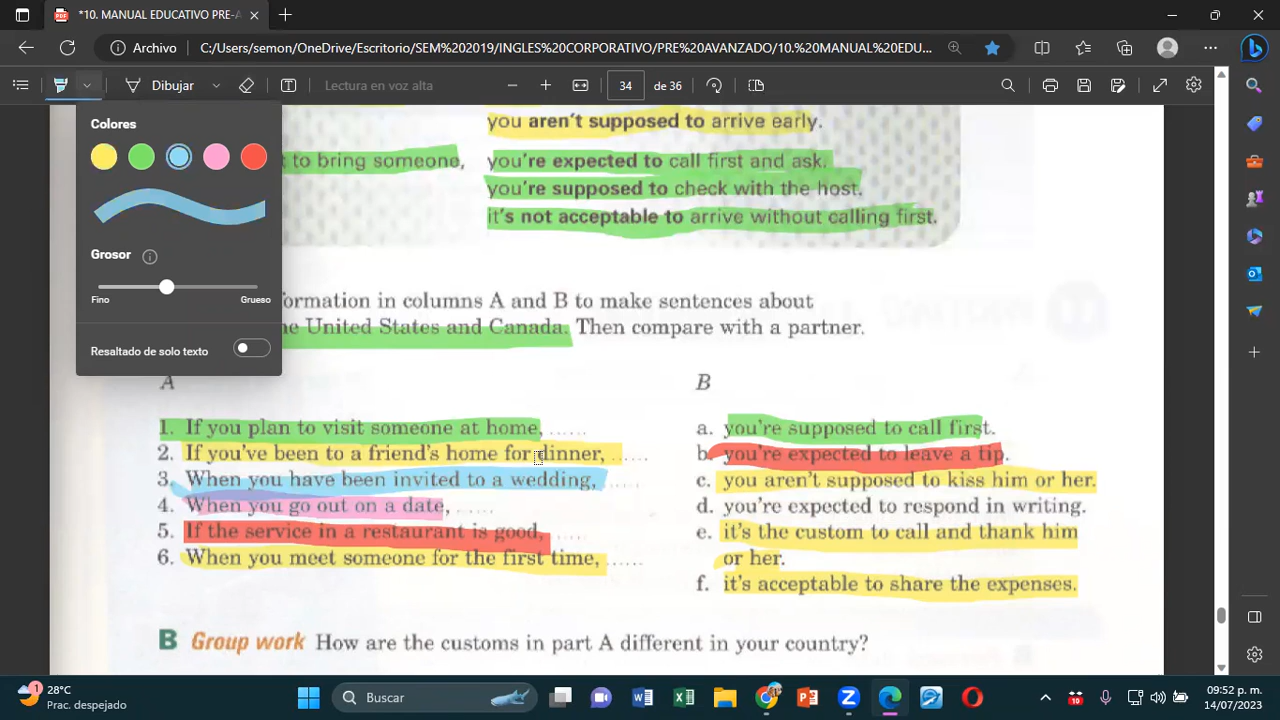 *10. MANUAL EDUCATIVO PRE-A
Archivo
C:/Users/semon/OneDrive/Escritorio/SEM%202019/INGLES%20CORPORATIVO/PRE%20AVANZADO/10.%20MANUAL%20EDU...
Dibujar
Lectura en voz alta
34
de 36
Colores
Grosor
Fino
Grueso
Resaltado de solo texto
you aren't supposed to arrive early.
t to bring someone,
you're expected to call first and ask.
you're supposed to check with the host.
it's not acceptable to arrive without calling first.
formation in columns A and B to make sentences about
he United States and Canada. Then compare with a partner.
A
1. If you plan to visit someone at home, ......
2. If you've been to a friend's home for dinner, ......
3. When you have been invited to a wedding, ......
4. When you go out on a date, ......
5. If the service in a restaurant is good, ......
6. When you meet someone for the first time, ......
B
a. you're supposed to call first.
b. you're expected to leave a tip.
c. you aren't supposed to kiss him or her.
d. you're expected to respond in writing.
e. it's the custom to call and thank him
or her.
f. it's acceptable to share the expenses.
B Group work How are the customs in part A different in your country?
1
28°C
Prac. despejado
Buscar
10
09:52 p. m.
14/07/2023